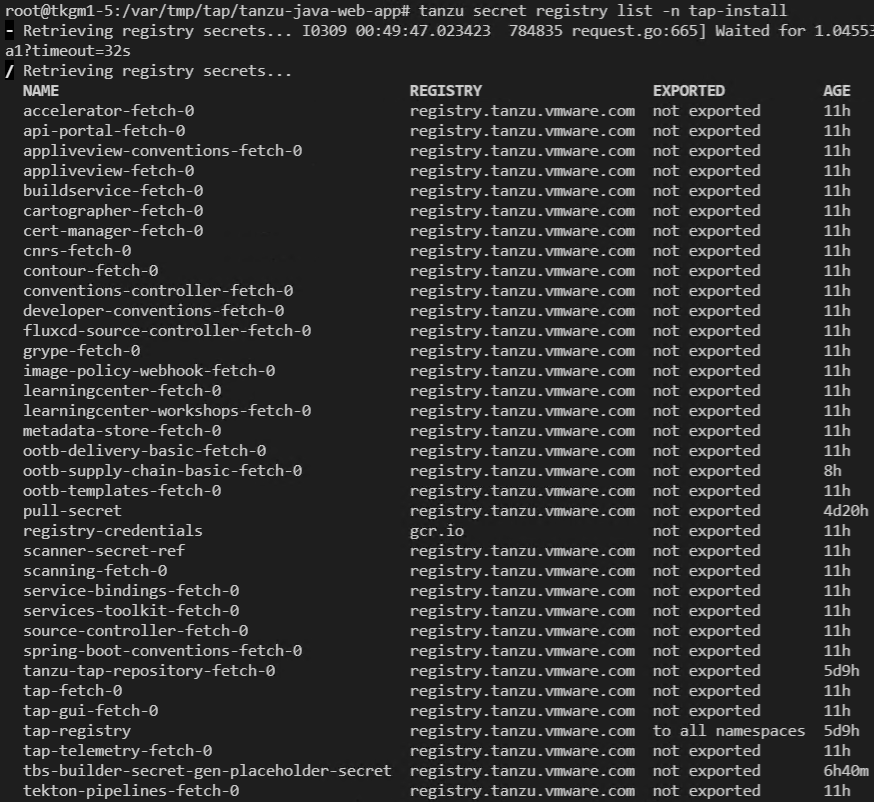 root@tkgm1-5:/var/tmp/tap/tanzu-java-web-app# tanzu secret registry list -n tap-install
- Retrieving registry secrets... I0309 00:49:47.023423  784835 request.go:665] Waited for 1.04553
a1?timeout=32s
/ Retrieving registry secrets...
  NAME                                       REGISTRY                   EXPORTED           AGE
  accelerator-fetch-0                        registry.tanzu.vmware.com  not exported       11h
  api-portal-fetch-0                         registry.tanzu.vmware.com  not exported       11h
  appliveview-conventions-fetch-0            registry.tanzu.vmware.com  not exported       11h
  appliveview-fetch-0                        registry.tanzu.vmware.com  not exported       11h
  buildservice-fetch-0                       registry.tanzu.vmware.com  not exported       11h
  cartographer-fetch-0                       registry.tanzu.vmware.com  not exported       11h
  cert-manager-fetch-0                       registry.tanzu.vmware.com  not exported       11h
  cnrs-fetch-0                               registry.tanzu.vmware.com  not exported       11h
  contour-fetch-0                            registry.tanzu.vmware.com  not exported       11h
  conventions-controller-fetch-0             registry.tanzu.vmware.com  not exported       11h
  developer-conventions-fetch-0              registry.tanzu.vmware.com  not exported       11h
  fluxcd-source-controller-fetch-0           registry.tanzu.vmware.com  not exported       11h
  grype-fetch-0                              registry.tanzu.vmware.com  not exported       11h
  image-policy-webhook-fetch-0               registry.tanzu.vmware.com  not exported       11h
  learningcenter-fetch-0                     registry.tanzu.vmware.com  not exported       11h
  learningcenter-workshops-fetch-0           registry.tanzu.vmware.com  not exported       11h
  metadata-store-fetch-0                     registry.tanzu.vmware.com  not exported       11h
  ootb-delivery-basic-fetch-0                registry.tanzu.vmware.com  not exported       11h
  ootb-supply-chain-basic-fetch-0            registry.tanzu.vmware.com  not exported       8h
  ootb-templates-fetch-0                     registry.tanzu.vmware.com  not exported       11h
  pull-secret                                registry.tanzu.vmware.com  not exported       4d20h
  registry-credentials                       gcr.io                     not exported       11h
  scanner-secret-ref                         registry.tanzu.vmware.com  not exported       11h
  scanning-fetch-0                           registry.tanzu.vmware.com  not exported       11h
  service-bindings-fetch-0                   registry.tanzu.vmware.com  not exported       11h
  services-toolkit-fetch-0                   registry.tanzu.vmware.com  not exported       11h
  source-controller-fetch-0                  registry.tanzu.vmware.com  not exported       11h
  spring-boot-conventions-fetch-0            registry.tanzu.vmware.com  not exported       11h
  tanzu-tap-repository-fetch-0               registry.tanzu.vmware.com  not exported       5d9h
  tap-fetch-0                                registry.tanzu.vmware.com  not exported       11h
  tap-gui-fetch-0                            registry.tanzu.vmware.com  not exported       11h
  tap-registry                               registry.tanzu.vmware.com  to all namespaces  5d9h
  tap-telemetry-fetch-0                      registry.tanzu.vmware.com  not exported       11h
  tbs-builder-secret-gen-placeholder-secret  registry.tanzu.vmware.com  not exported       6h40m
  tekton-pipelines-fetch-0                   registry.tanzu.vmware.com  not exported       11h